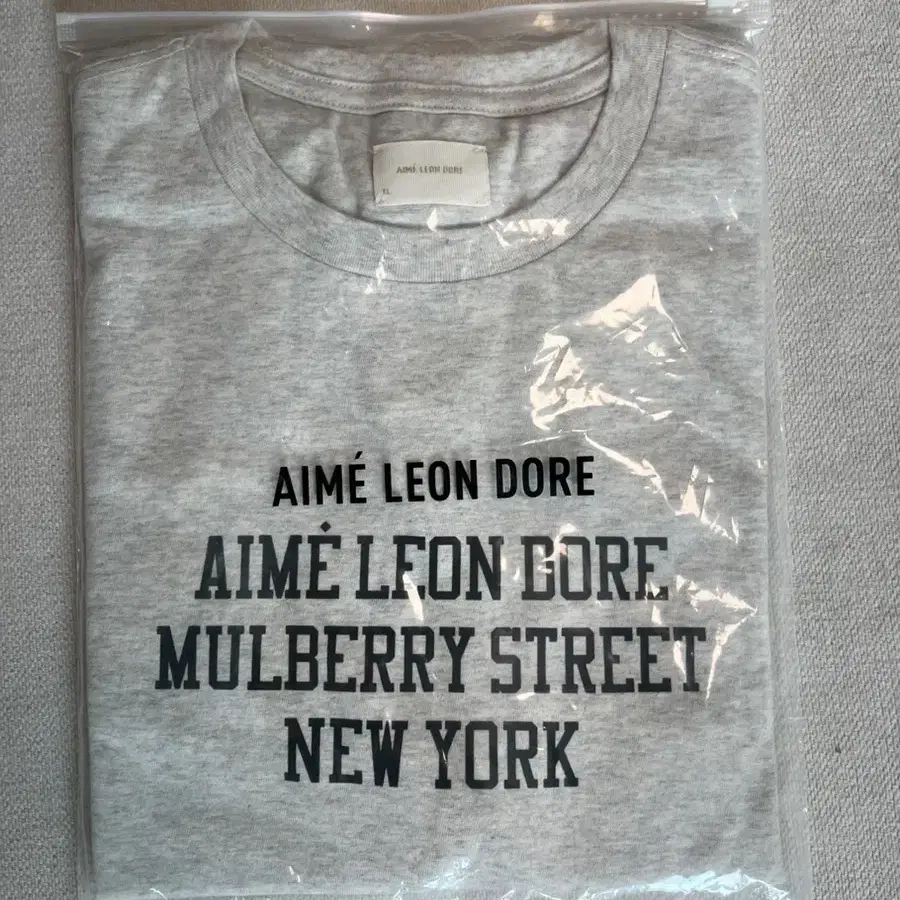 AIMÉ LEON DORE
XL
AIMÉ LEON DORE
AIMÉ LEON DORE
MULBERRY STREET
NEW YORK